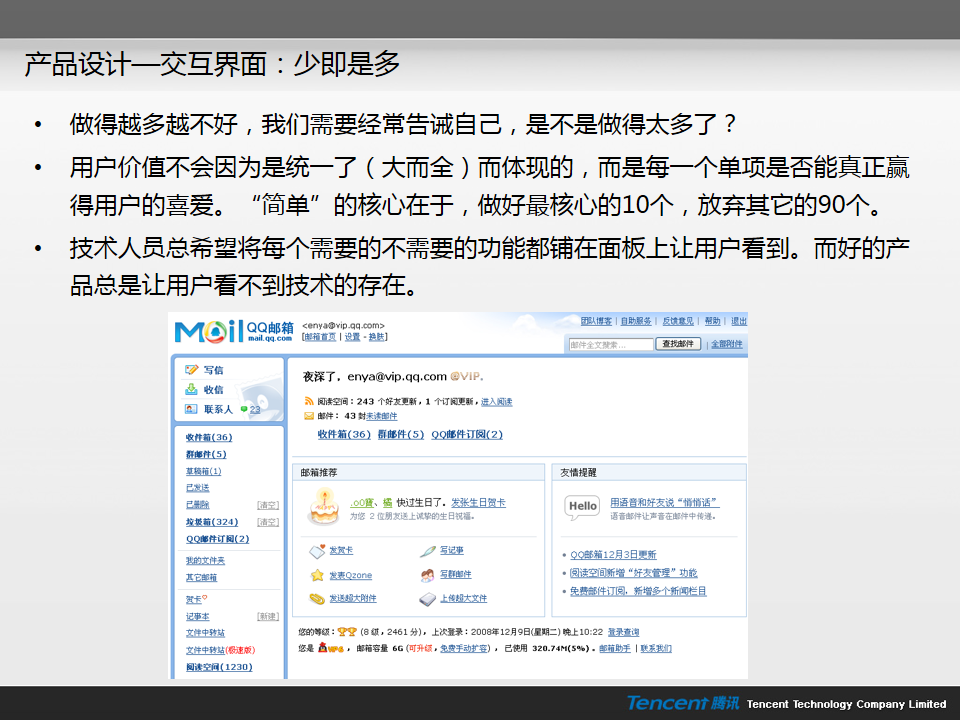 产品设计—交互界面：少即是多
• 做得越多越不好，我们需要经常告诫自己，是不是做得太多了？
• 用户价值不会因为是统一了（大而全）而体现的，而是每一个单项是否能真正赢
得用户的喜爱。“简单”的核心在于，做好最核心的10个，放弃其它的90个。
• 技术人员总希望将每个需要的不需要的功能都铺在面板上让用户看到。而好的产
品总是让用户看不到技术的存在。
Mail QQ邮箱 mail.qq.com
<enya@vip.qq.com>
[邮箱首页 | 设置 - 换肤]
团队博客 | 自助服务 | 反馈意见 | 帮助 | 退出
邮件全文搜索... 查找邮件 | 全部附件
写信
收信
联系人 23
收件箱(36)
群邮件(5)
草稿箱(1)
已发送
已删除 [清空]
垃圾箱(324) [清空]
QQ邮件订阅(2)
我的文件夹
其它邮箱
贺卡
记事本 [新建]
文件中转站
文件中转站(极速版)
阅读空间(1230)
夜深了，enya@vip.qq.com @VIP.
阅读空间：243 个好友更新，1 个订阅更新，进入阅读
邮件： 43 封未读邮件
收件箱(36) 群邮件(5) QQ邮件订阅(2)
邮箱推荐
.oO寶、橘 快过生日了。发张生日贺卡
为您 2 位朋友送上诚挚的生日祝福。
发贺卡 写记事
发表Qzone 写群邮件
发送超大附件 上传超大文件
友情提醒
Hello 用语音和好友说“悄悄话”
语音邮件让声音在邮件中传递。
• QQ邮箱12月3日更新
• 阅读空间新增“好友管理”功能
• 免费邮件订阅，新增多个新闻栏目
您的等级： (8 级，2461 分)，上次登录：2008年12月9日(星期二) 晚上10:22 登录查询
您是 VIP6 ，邮箱容量 6G (可升级，免费手动扩容)，已使用 320.74M(5%) 。邮箱助手 | 联系我们
Tencent 腾讯 Tencent Technology Company Limited